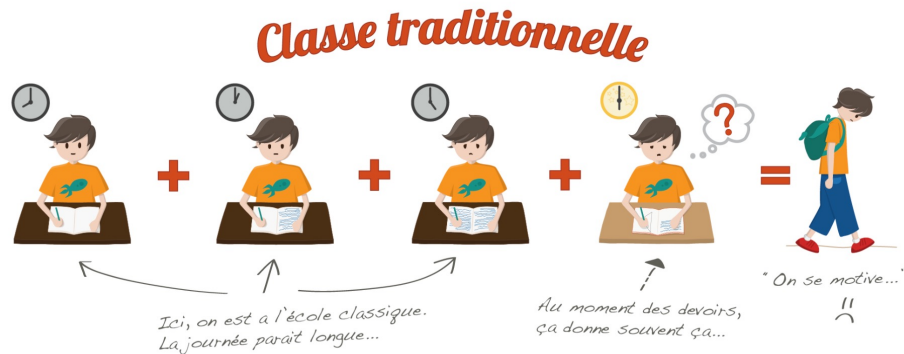 Classe traditionnelle
?
Ici, on est a l'école classique.
La journée parait longue...
Au moment des devoirs,
ça donne souvent ça...
" On se motive..."